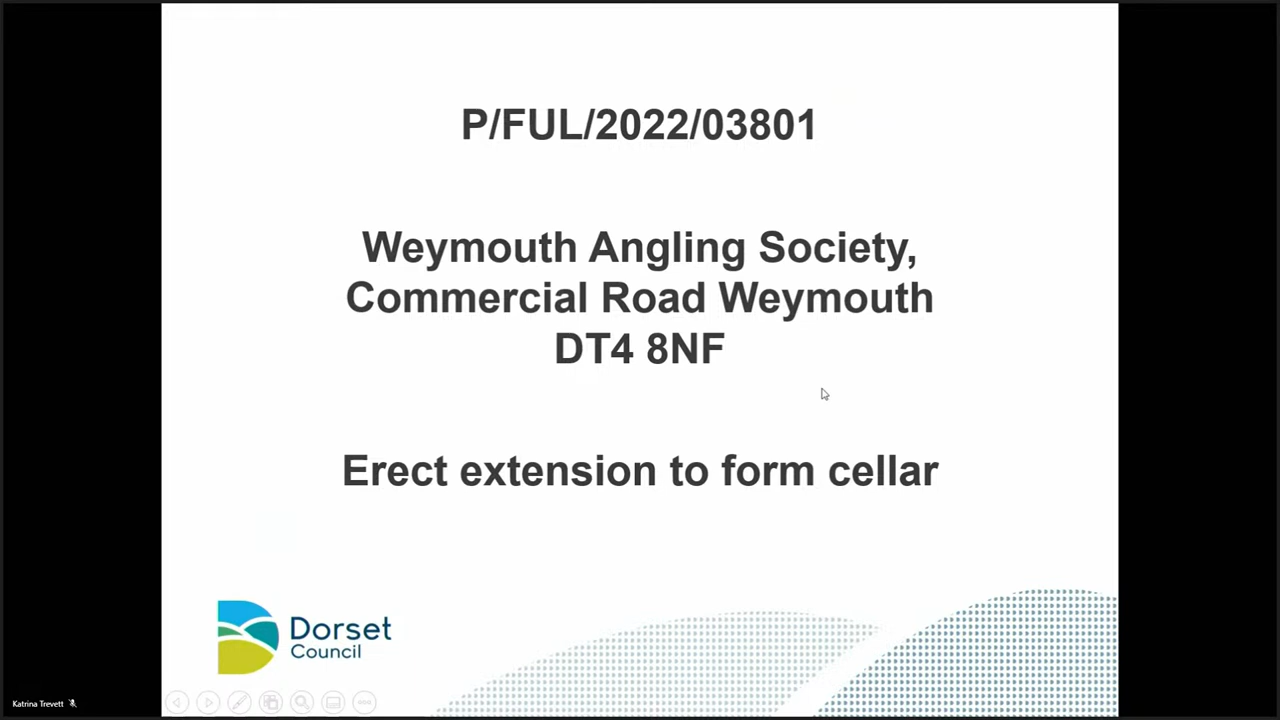 P/FUL/2022/03801
Weymouth Angling Society,
Commercial Road Weymouth
DT4 8NF
Erect extension to form cellar
Dorset
Council
Katrina Trevett